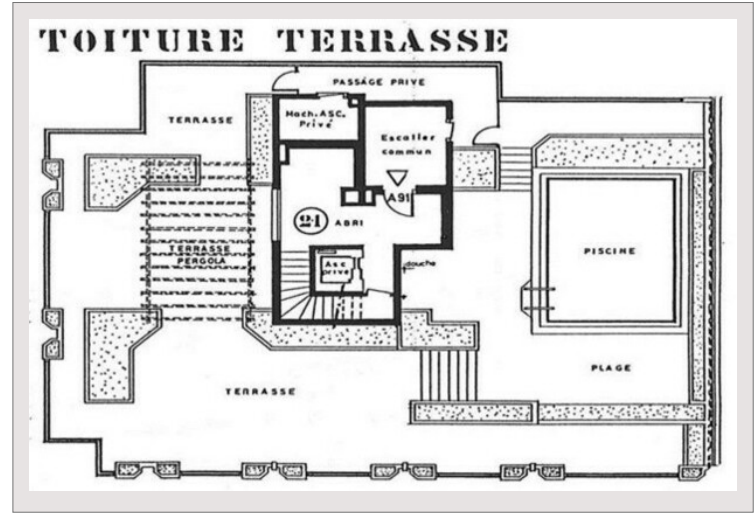 TOITURE TERRASSE
PASSAGE PRIVE
TERRASSE
Mach. ASC.
Privé
Escalier
commun
A91
21
ABRI
PISCINE
TERRASSE
PERGOLA
Asc
privé
douche
PLAGE
TERRASSE